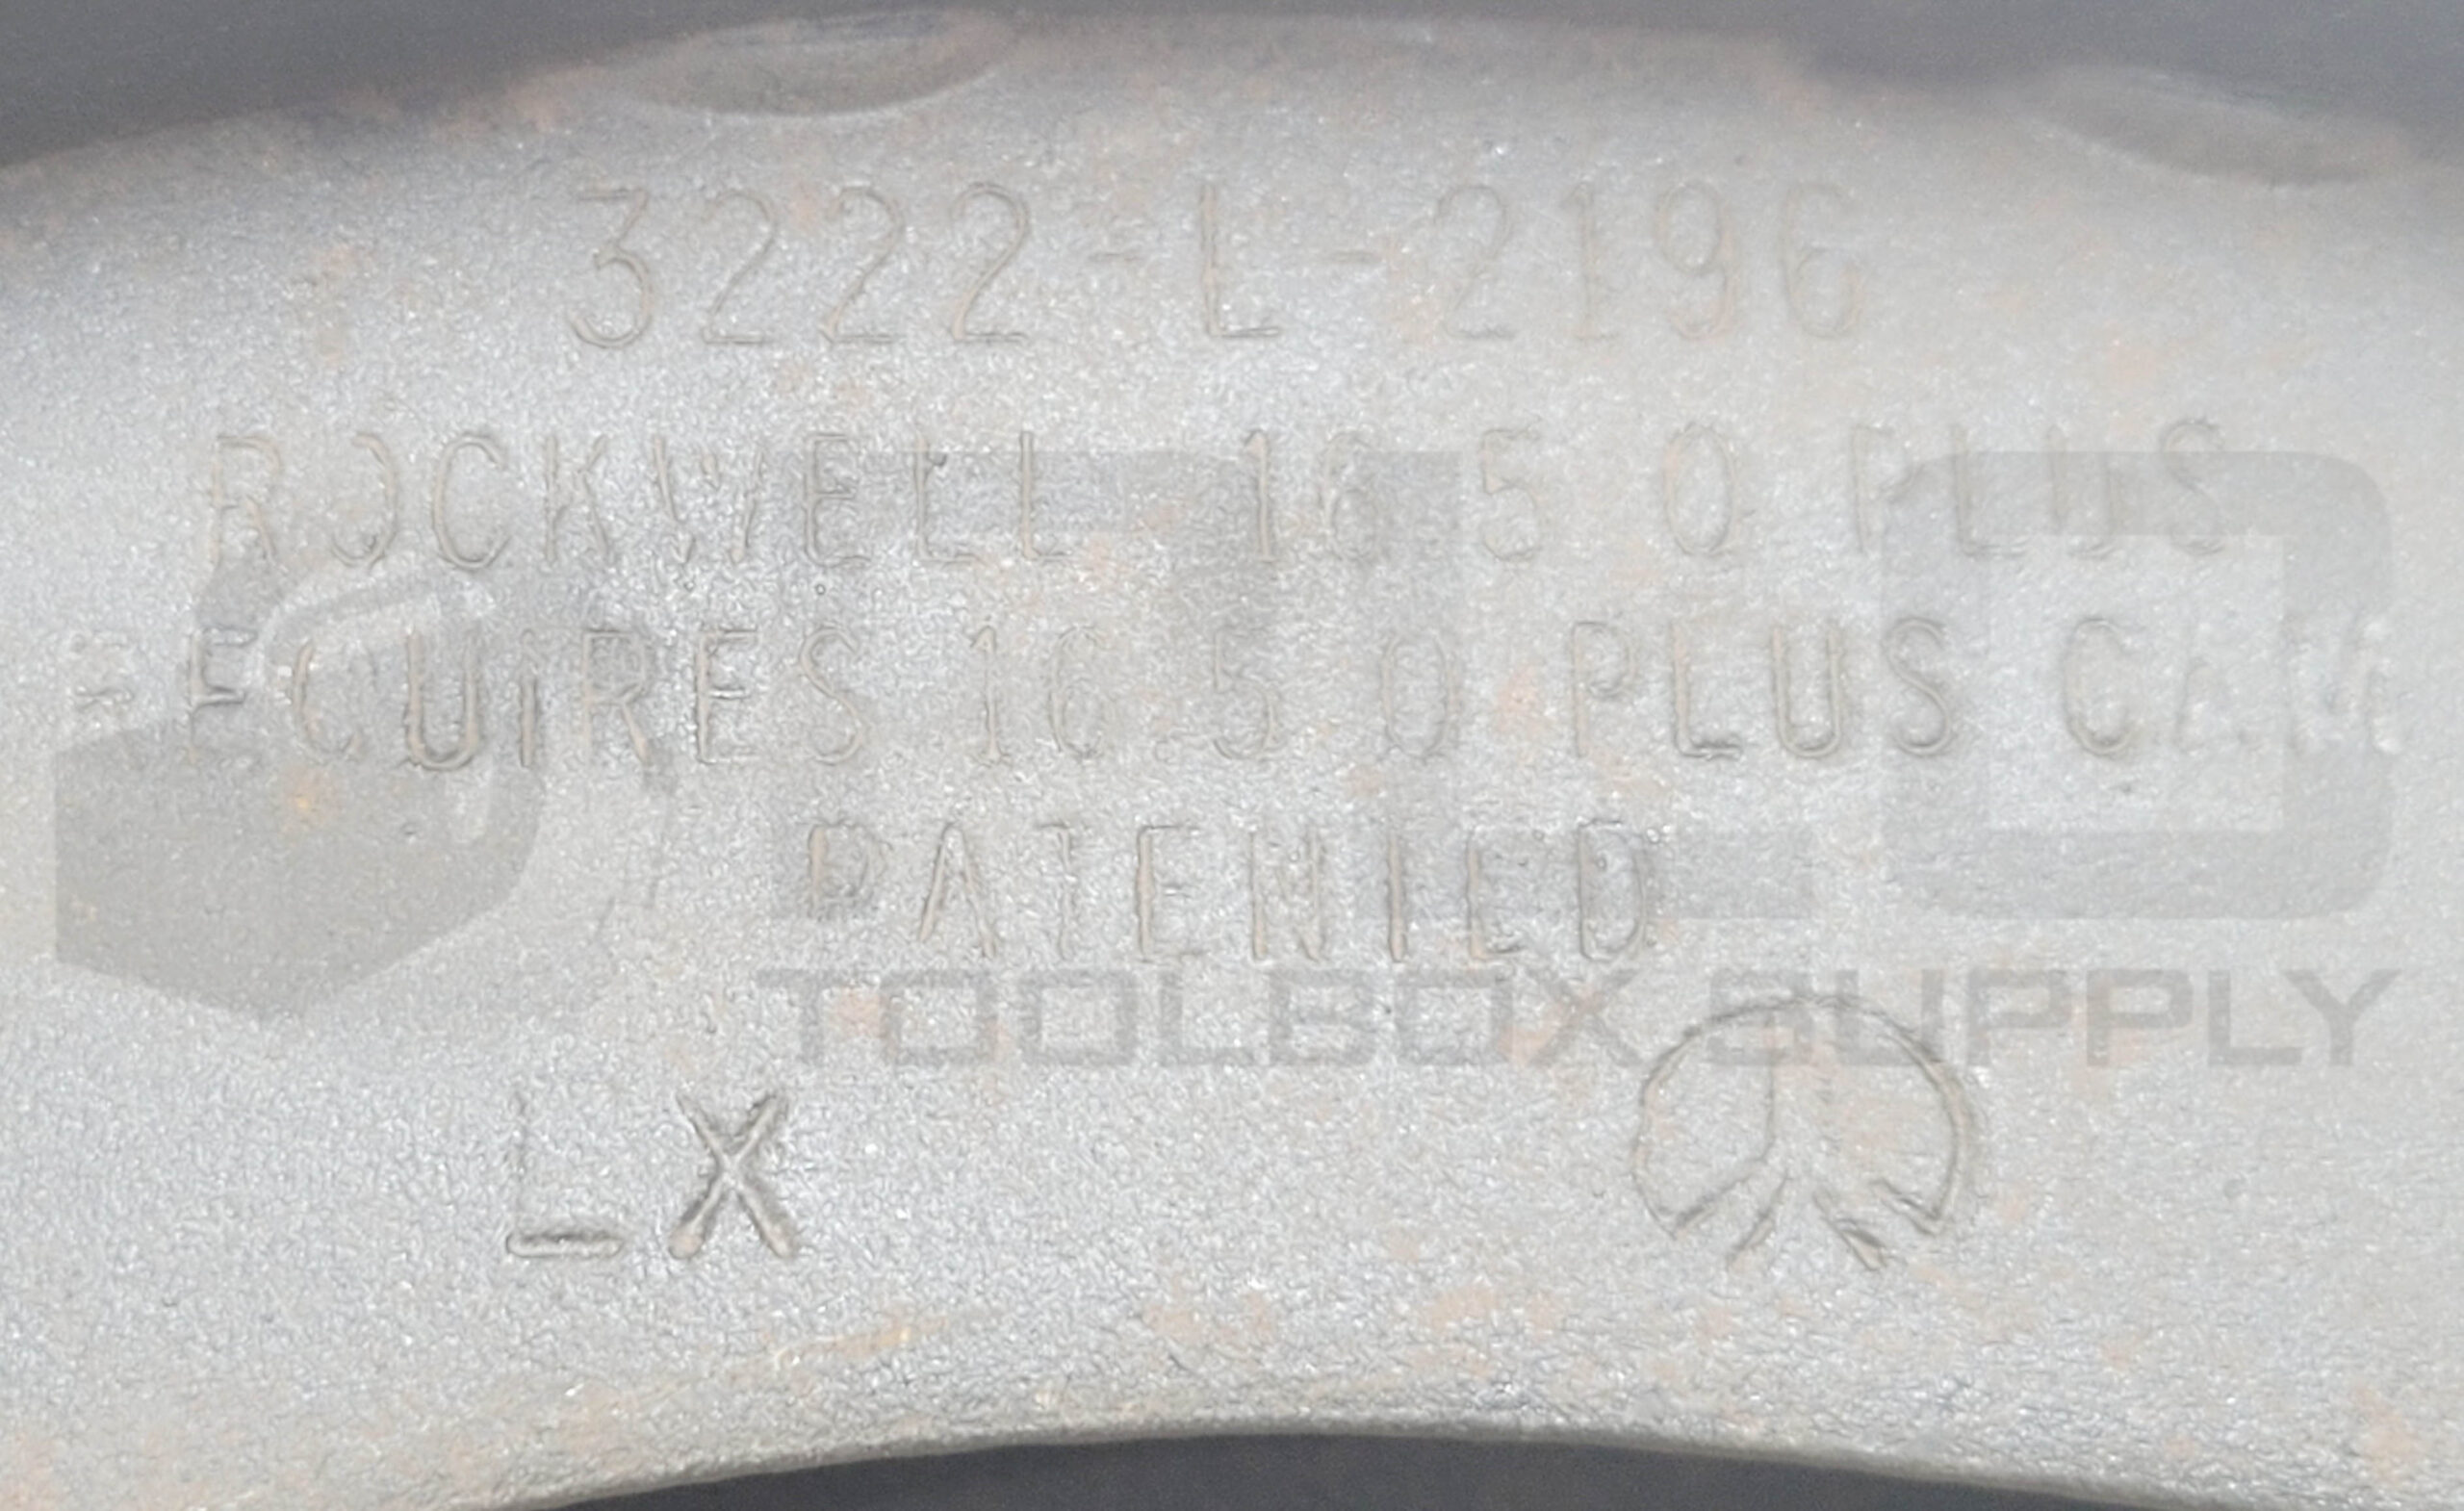 3222-L-2196
ROCKWELL 16 5 Q PLUS
REQUIRES 16 5 Q PLUS CAM
PATENTED
TOOLBOX SUPPLY
LX